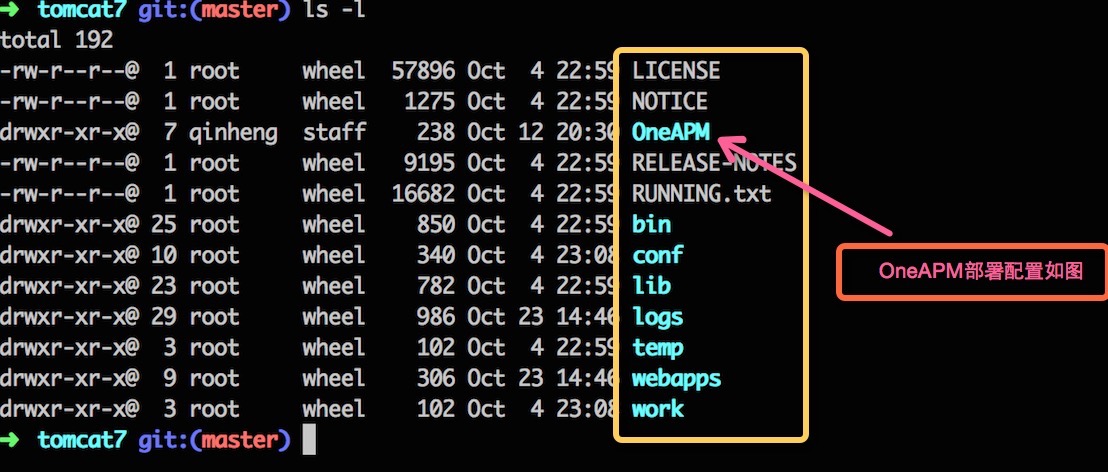 ➜ tomcat7 git:(master) ls -l
total 192
-rw-r--r--@ 1 root wheel 57896 Oct 4 22:59 LICENSE
-rw-r--r--@ 1 root wheel 1275 Oct 4 22:59 NOTICE
drwxr-xr-x@ 7 qinheng staff 238 Oct 12 20:30 OneAPM
-rw-r--r--@ 1 root wheel 9195 Oct 4 22:59 RELEASE-NOTES
-rw-r--r--@ 1 root wheel 16682 Oct 4 22:59 RUNNING.txt
drwxr-xr-x@ 25 root wheel 850 Oct 4 22:59 bin
drwxr-xr-x@ 10 root wheel 340 Oct 4 23:08 conf
OneAPM部署配置如图
drwxr-xr-x@ 23 root wheel 782 Oct 4 22:59 lib
drwxr-xr-x@ 29 root wheel 986 Oct 23 14:46 logs
drwxr-xr-x@ 3 root wheel 102 Oct 4 22:59 temp
drwxr-xr-x@ 9 root wheel 306 Oct 23 14:46 webapps
drwxr-xr-x@ 3 root wheel 102 Oct 4 23:08 work
➜ tomcat7 git:(master)